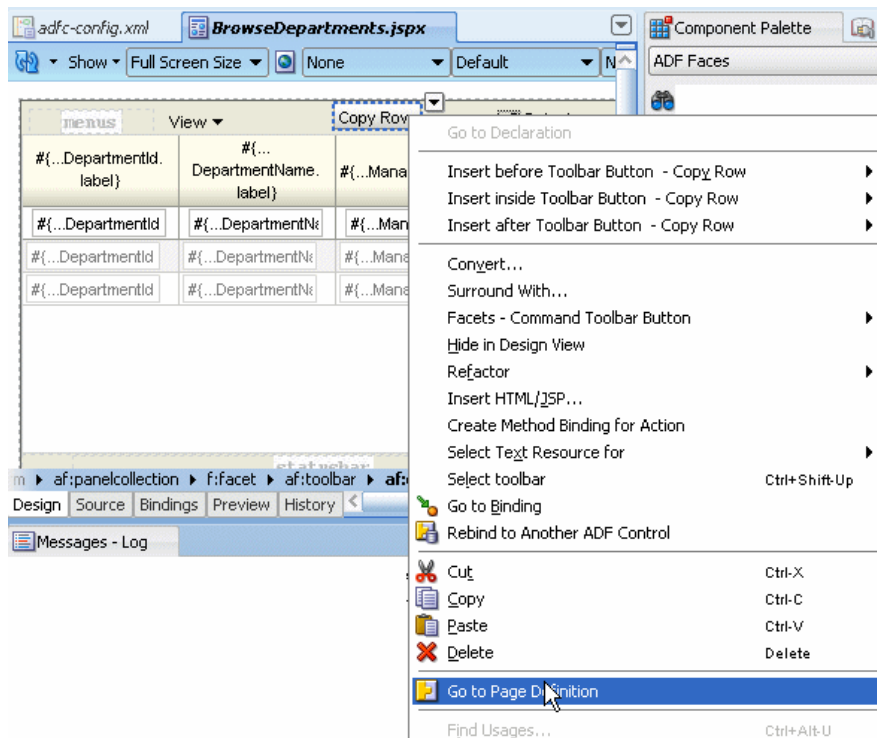 adfc-config.xml
BrowseDepartments.jspx
Component Palette
Show
Full Screen Size
None
Default
ADF Faces
menus
View
Copy Row
#{...DepartmentId.
label}
#{...
DepartmentName.
label}
#{...Mana
#{...DepartmentId
#{...DepartmentNa
#{...Man
#{...DepartmentId
#{...DepartmentNa
#{...Mana
#{...DepartmentId
#{...DepartmentNa
#{...Mana
statusbar
m
af:panelcollection
f:facet
af:toolbar
Design
Source
Bindings
Preview
History
Messages - Log
Go to Declaration
Insert before Toolbar Button - Copy Row
Insert inside Toolbar Button - Copy Row
Insert after Toolbar Button - Copy Row
Convert...
Surround With...
Facets - Command Toolbar Button
Hide in Design View
Refactor
Insert HTML/JSP...
Create Method Binding for Action
Select Text Resource for
Select toolbar Ctrl+Shift-Up
Go to Binding
Rebind to Another ADF Control
Cut Ctrl-X
Copy Ctrl-C
Paste Ctrl-V
Delete Delete
Go to Page Definition
Find Usages... Ctrl+Alt-U